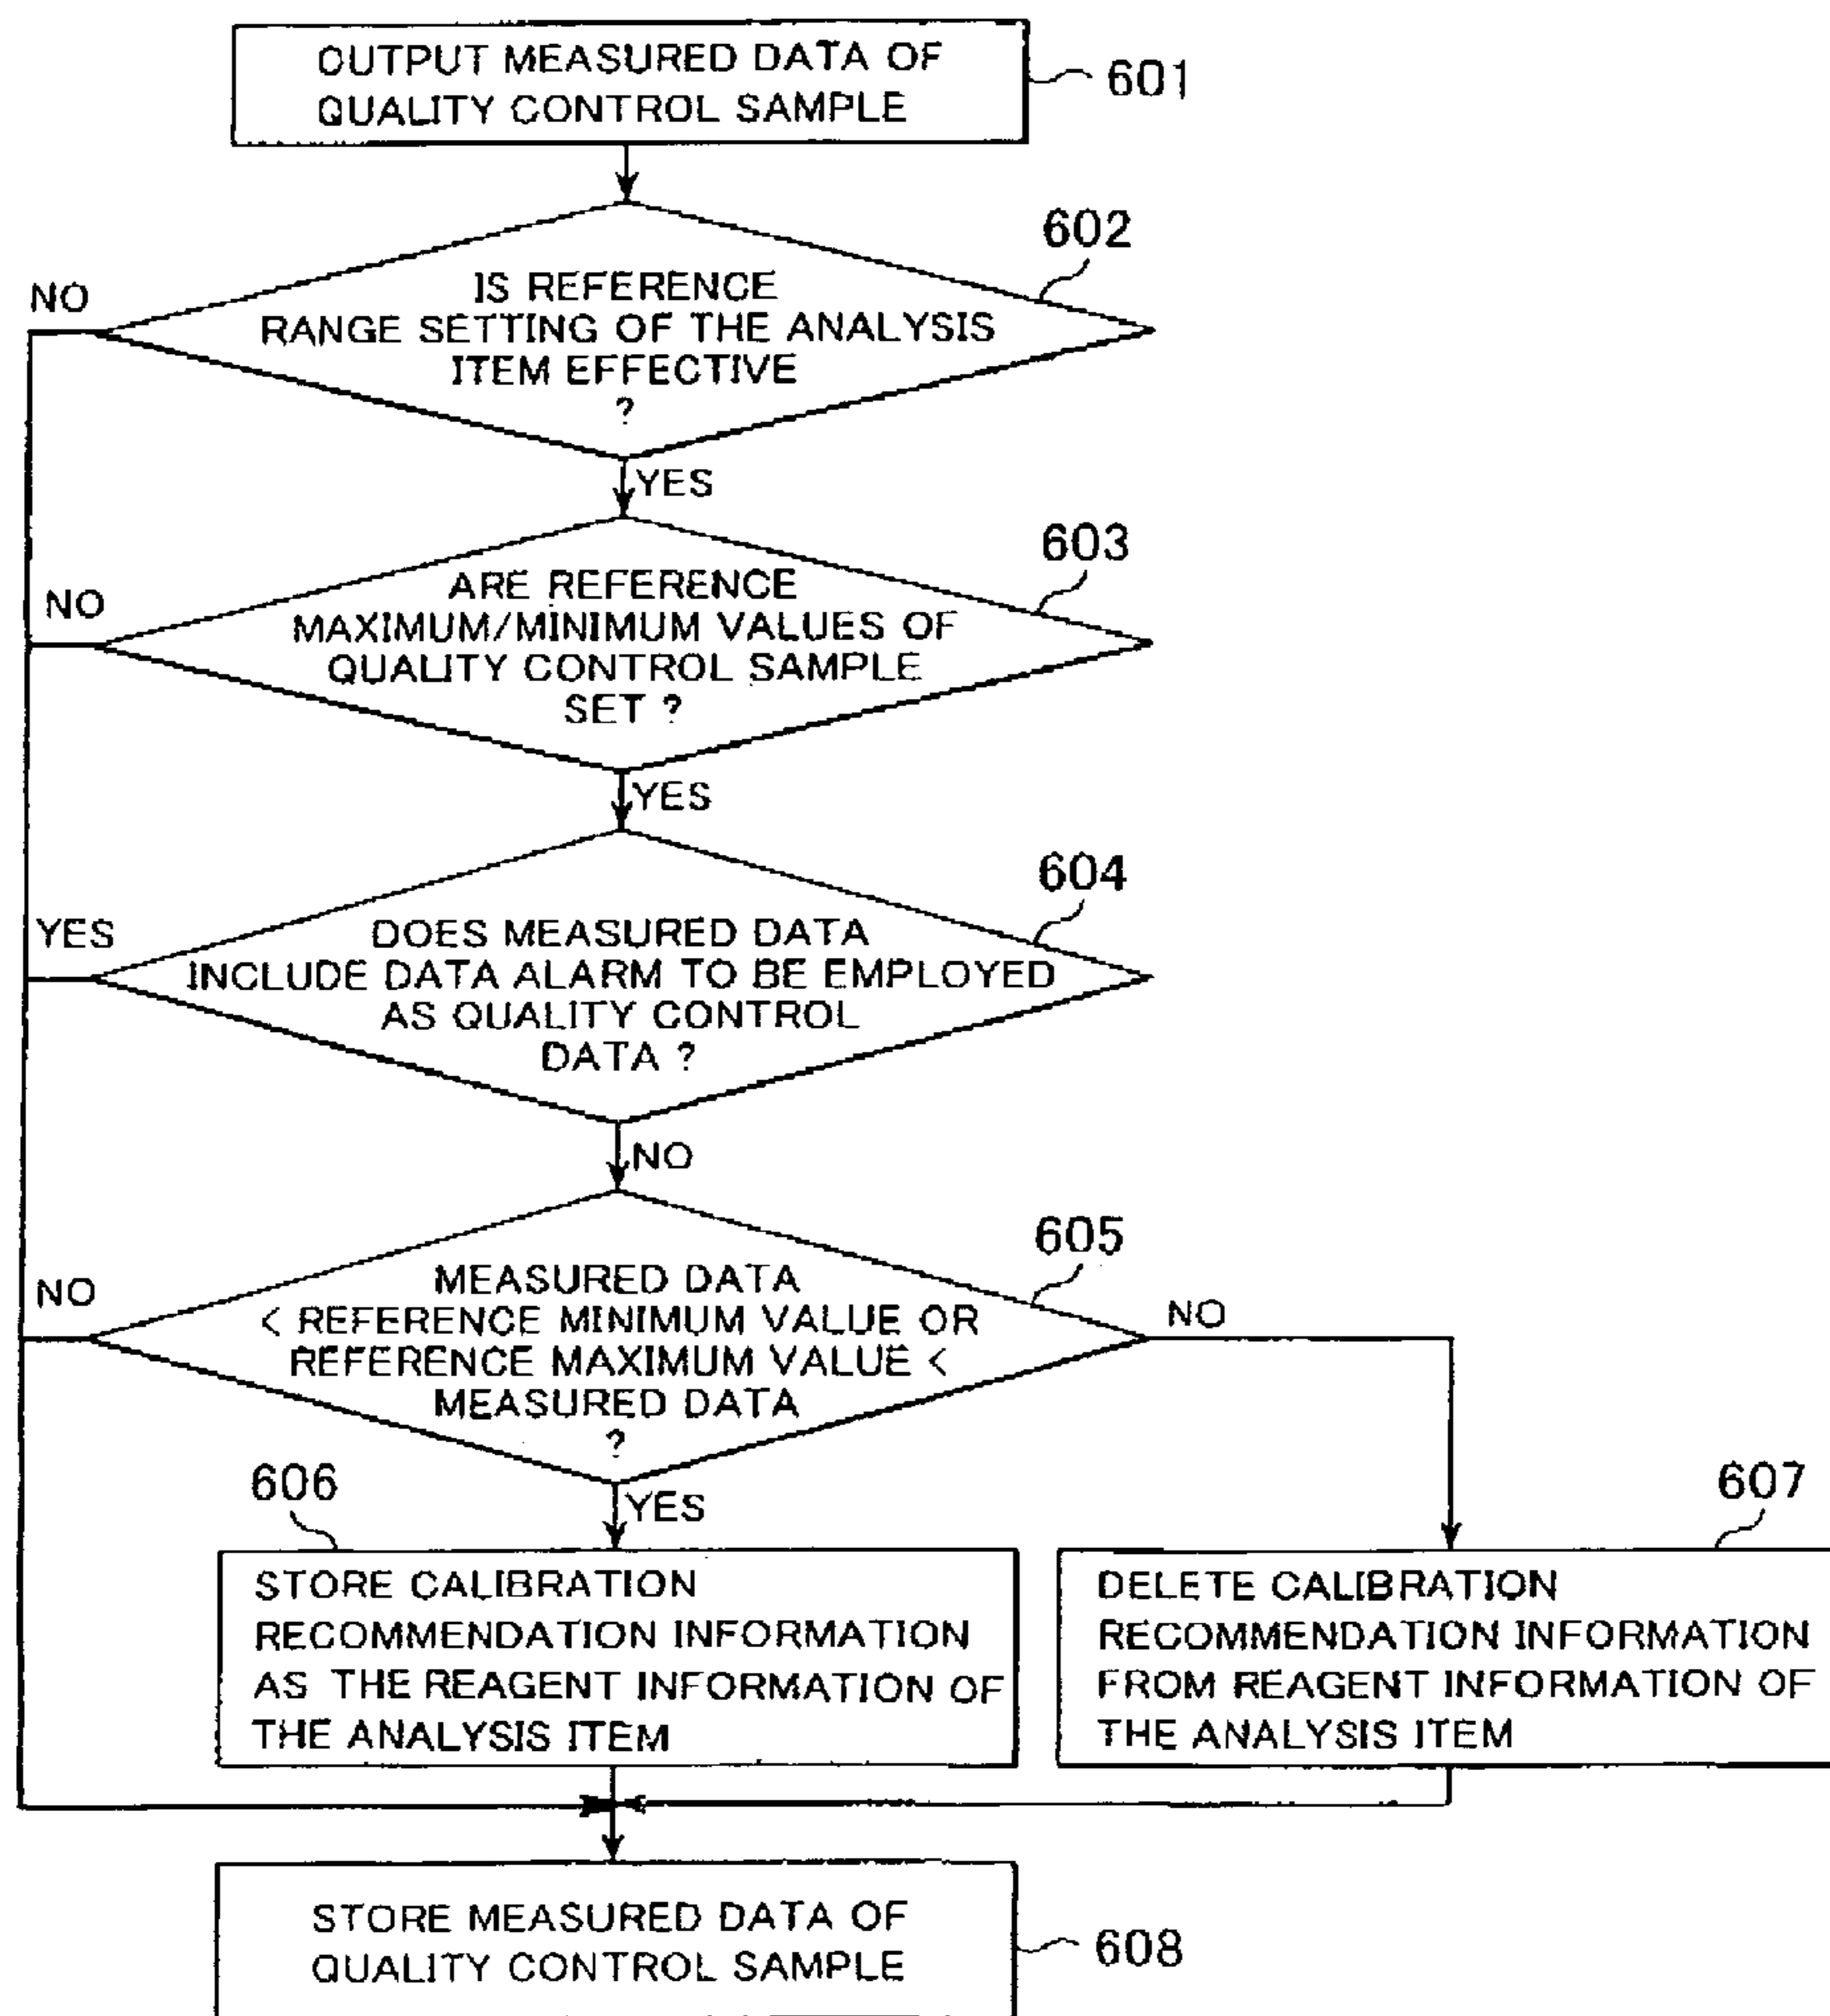 OUTPUT MEASURED DATA OF
QUALITY CONTROL SAMPLE
601
602
NO
IS REFERENCE
RANGE SETTING OF THE ANALYSIS
ITEM EFFECTIVE
?
YES
603
NO
ARE REFERENCE
MAXIMUM/MINIMUM VALUES OF
QUALITY CONTROL SAMPLE
SET ?
YES
604
YES
DOES MEASURED DATA
INCLUDE DATA ALARM TO BE EMPLOYED
AS QUALITY CONTROL
DATA ?
NO
605
NO
MEASURED DATA
< REFERENCE MINIMUM VALUE OR
REFERENCE MAXIMUM VALUE <
MEASURED DATA
?
NO
YES
606
STORE CALIBRATION
RECOMMENDATION INFORMATION
AS THE REAGENT INFORMATION OF
THE ANALYSIS ITEM
607
DELETE CALIBRATION
RECOMMENDATION INFORMATION
FROM REAGENT INFORMATION OF
THE ANALYSIS ITEM
STORE MEASURED DATA OF
QUALITY CONTROL SAMPLE
608